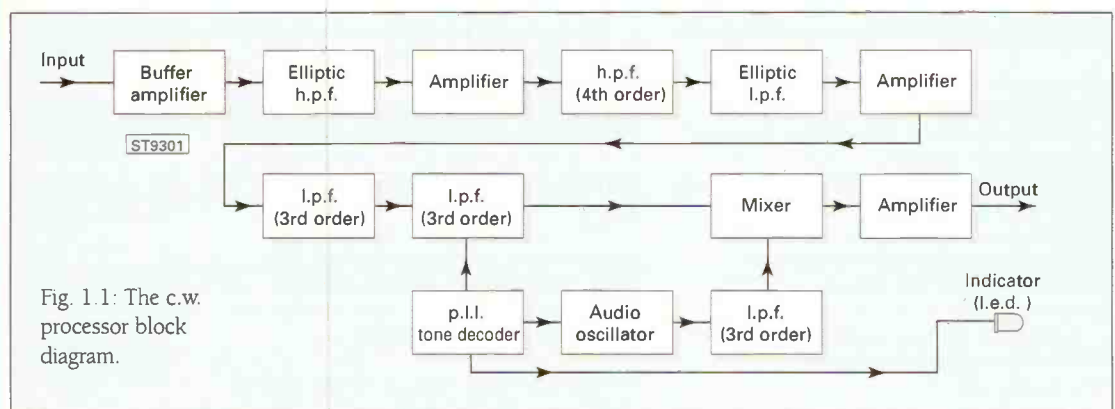 Input
Buffer
amplifier
Elliptic
h.p.f.
Amplifier
h.p.f.
(4th order)
Elliptic
l.p.f.
Amplifier
ST9301
l.p.f.
(3rd order)
l.p.f.
(3rd order)
Mixer
Amplifier
Output
p.l.l.
tone decoder
Audio
oscillator
l.p.f.
(3rd order)
Indicator
(l.e.d. )
Fig. 1.1: The c.w.
processor block
diagram.